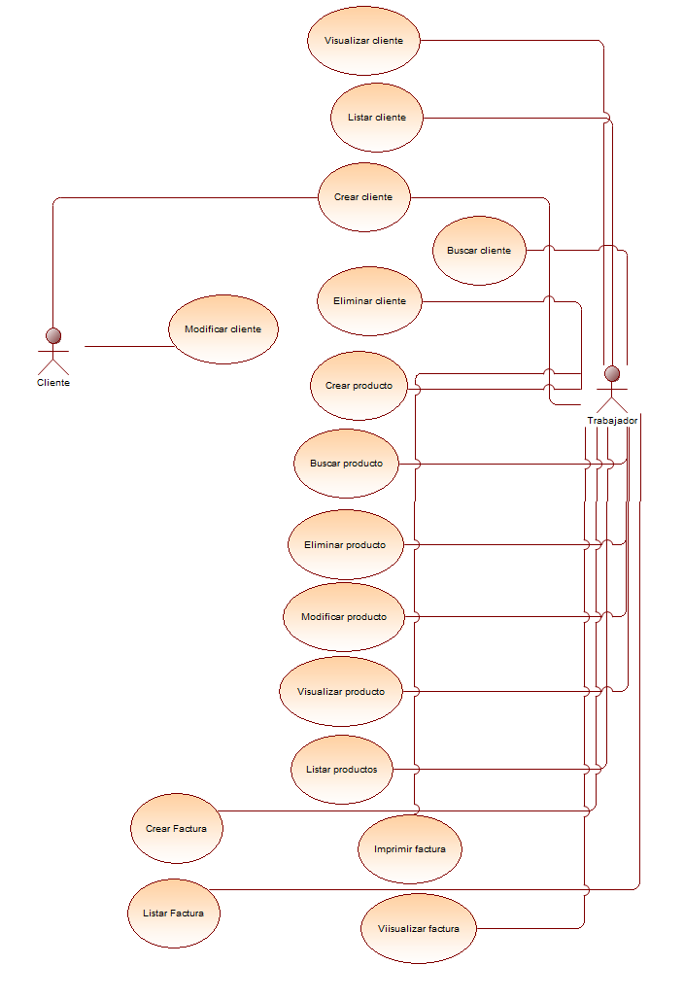 Visualizar cliente
Listar cliente
Crear cliente
Buscar cliente
Eliminar cliente
Modificar cliente
Cliente
Crear producto
Trabajador
Buscar producto
Eliminar producto
Modificar producto
Visualizar producto
Listar productos
Crear Factura
Imprimir factura
Listar Factura
Viisualizar factura